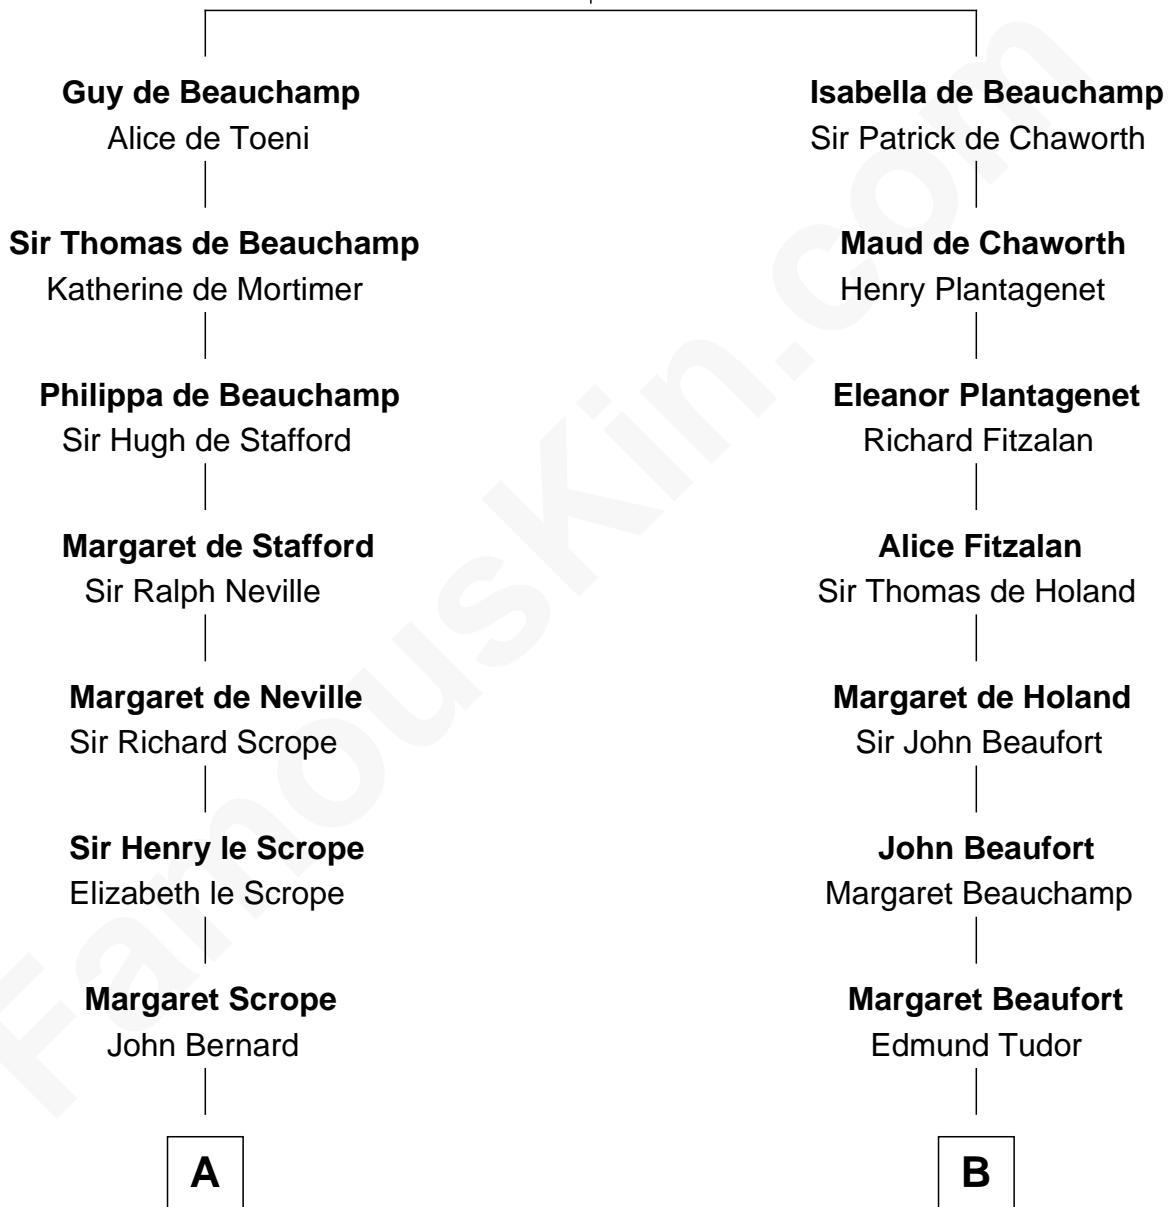 Guy de Beauchamp
Alice de Toeni
Isabella de Beauchamp
Sir Patrick de Chaworth
Sir Thomas de Beauchamp
Katherine de Mortimer
Maud de Chaworth
Henry Plantagenet
Philippa de Beauchamp
Sir Hugh de Stafford
Eleanor Plantagenet
Richard Fitzalan
Margaret de Stafford
Sir Ralph Neville
Alice Fitzalan
Sir Thomas de Holand
Margaret de Neville
Sir Richard Scrope
Margaret de Holand
Sir John Beaufort
Sir Henry le Scrope
Elizabeth le Scrope
John Beaufort
Margaret Beauchamp
Margaret Scrope
John Bernard
Margaret Beaufort
Edmund Tudor
A
B
FamousKin.com